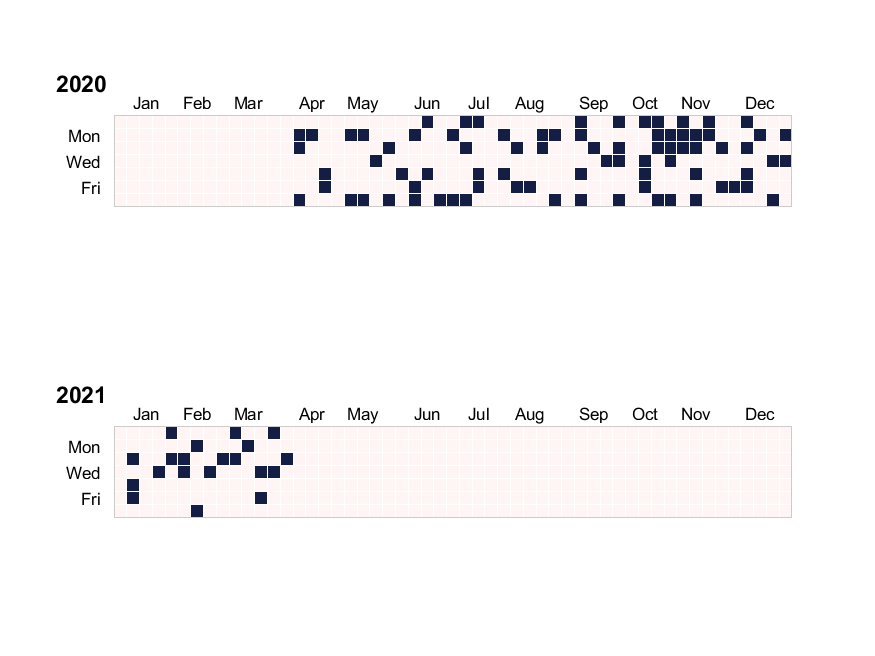 2020
Jan Feb Mar Apr May Jun Jul Aug Sep Oct Nov Dec
Mon
Wed
Fri
2021
Jan Feb Mar Apr May Jun Jul Aug Sep Oct Nov Dec
Mon
Wed
Fri